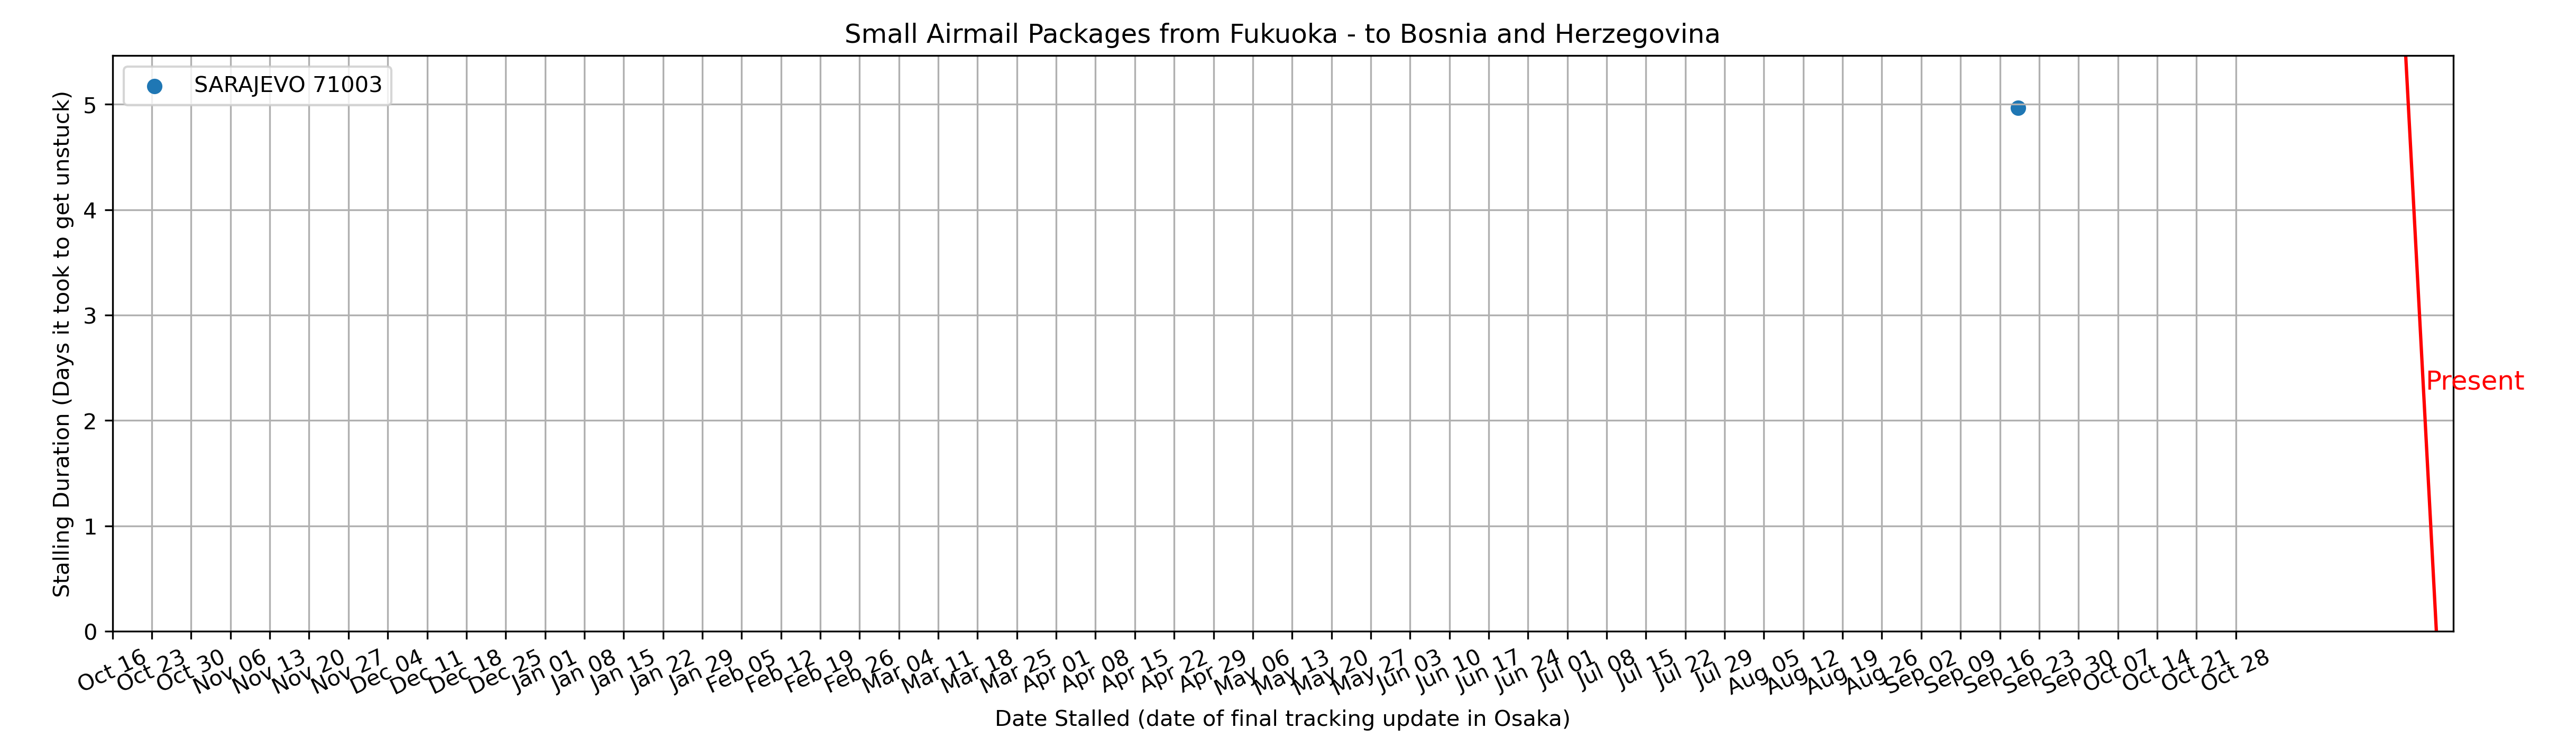 Small Airmail Packages from Fukuoka - to Bosnia and Herzegovina
SARAJEVO 71003
Stalling Duration (Days it took to get unstuck)
5
4
3
2
1
0
Present
Oct 16
Oct 23
Oct 30
Nov 06
Nov 13
Nov 20
Nov 27
Dec 04
Dec 11
Dec 18
Dec 25
Jan 01
Jan 08
Jan 15
Jan 22
Jan 29
Feb 05
Feb 12
Feb 19
Feb 26
Mar 04
Mar 11
Mar 18
Mar 25
Apr 01
Apr 08
Apr 15
Apr 22
Apr 29
May 06
May 13
May 20
May 27
Jun 03
Jun 10
Jun 17
Jun 24
Jul 01
Jul 08
Jul 15
Jul 22
Jul 29
Aug 05
Aug 12
Aug 19
Aug 26
Sep 02
Sep 09
Sep 16
Sep 23
Sep 30
Oct 07
Oct 14
Oct 21
Oct 28
Date Stalled (date of final tracking update in Osaka)